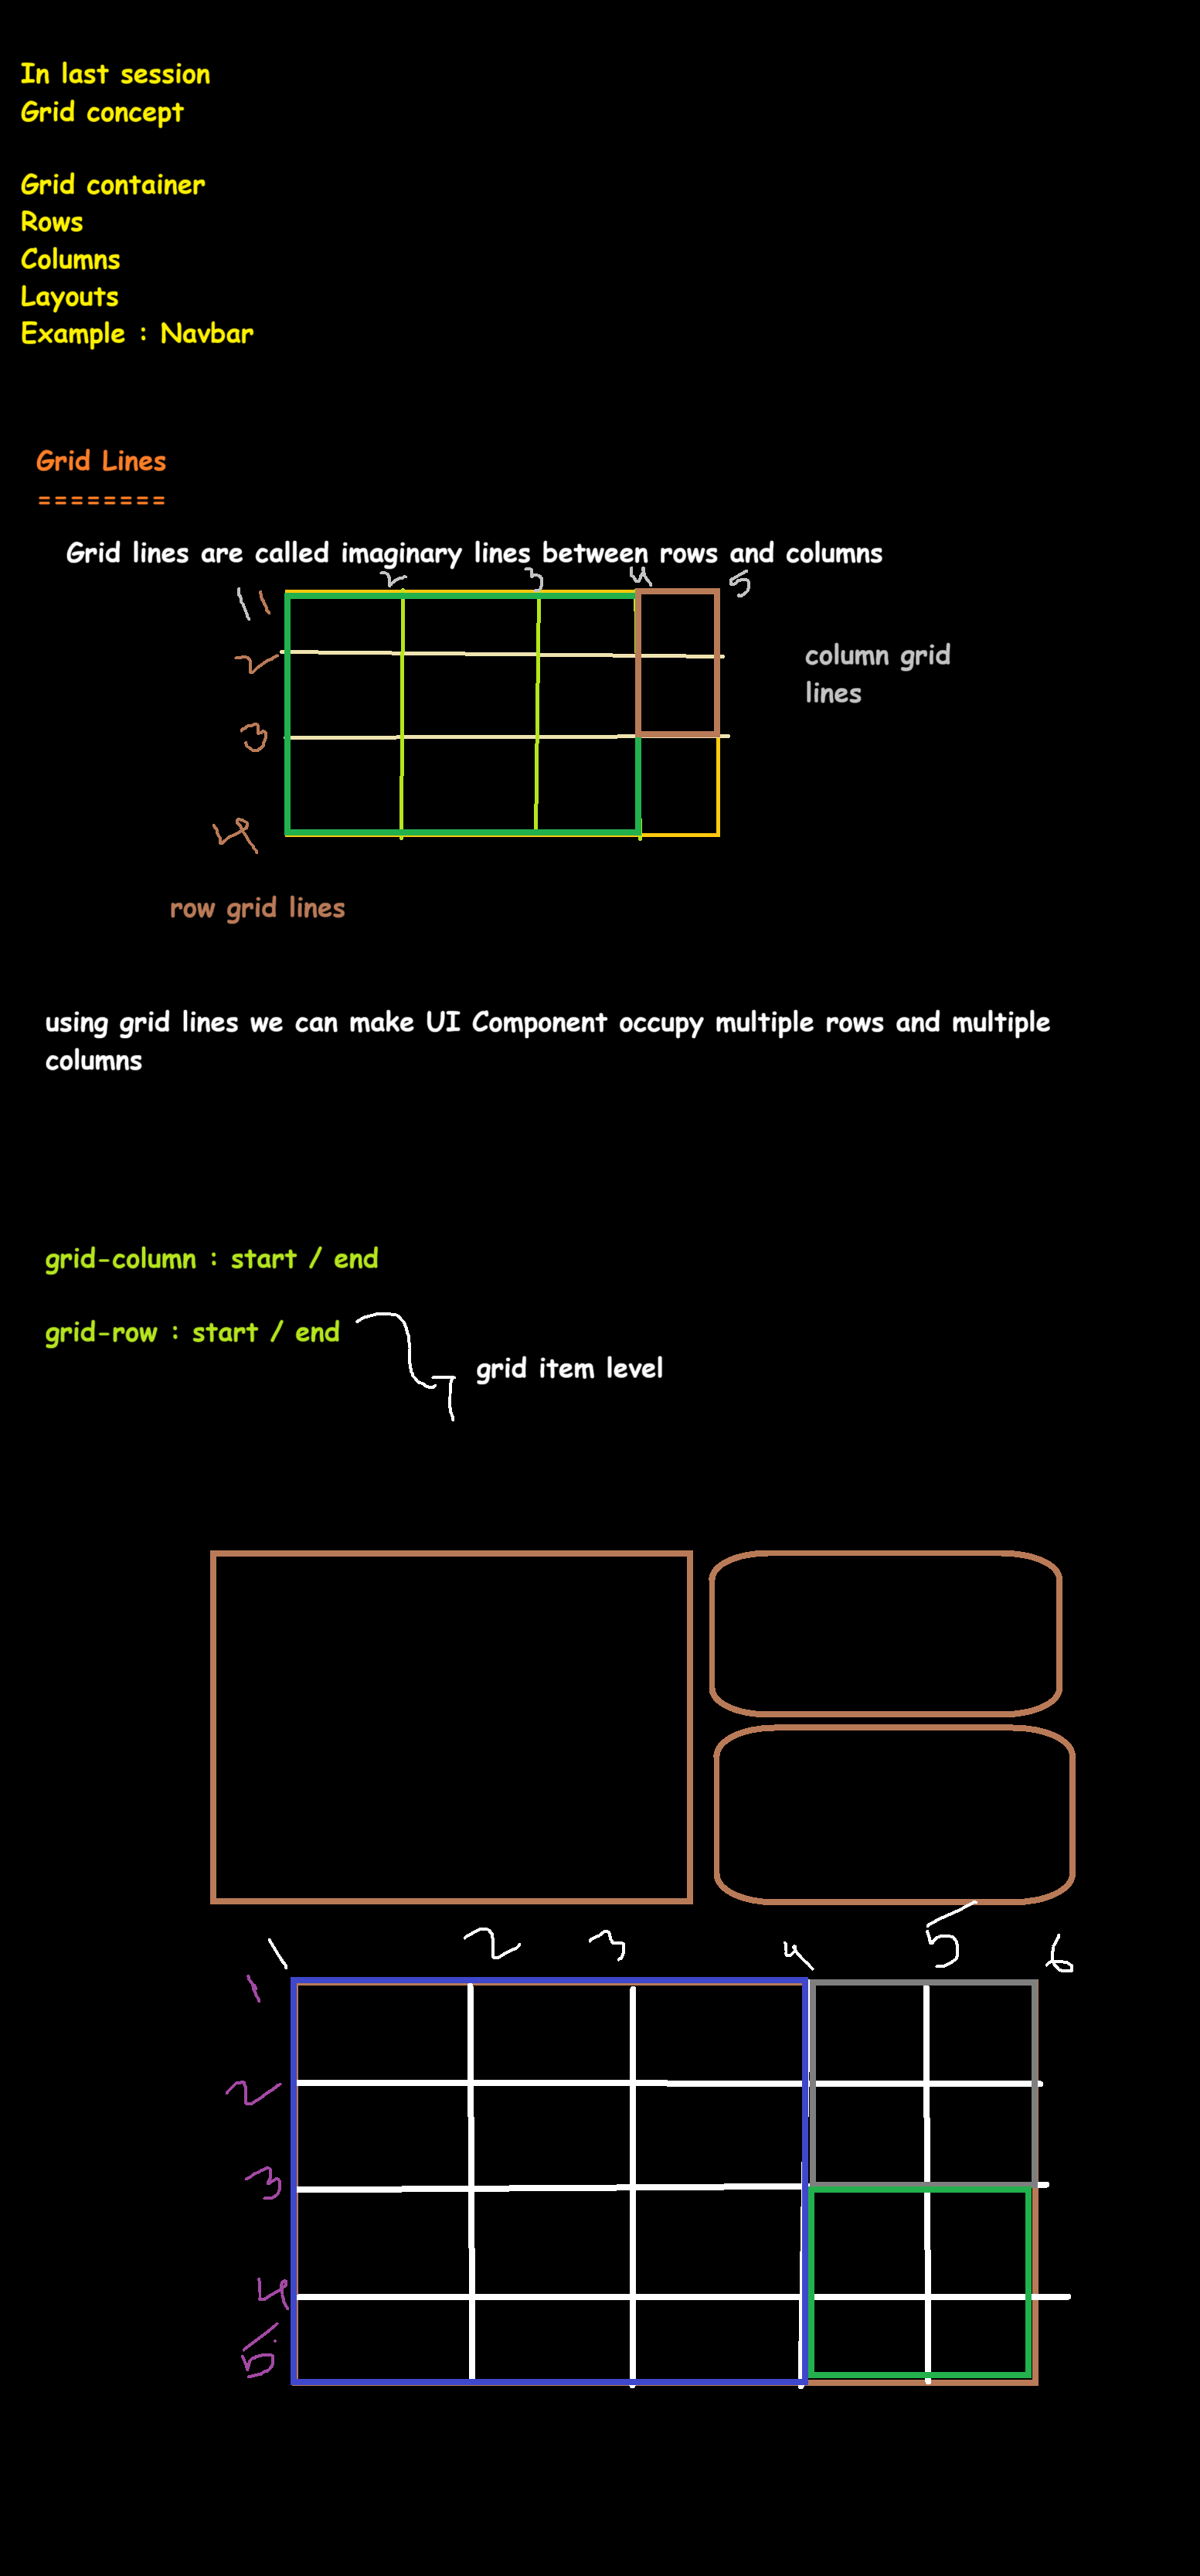 In last session
Grid concept
Grid container
Rows
Columns
Layouts
Example : Navbar
Grid Lines
========
Grid lines are called imaginary lines between rows and columns
2 3 4 5
1 1
2
column grid
lines
3
4
row grid lines
using grid lines we can make UI Component occupy multiple rows and multiple
columns
grid-column : start / end
grid-row : start / end
grid item level
1 2 3 4 5 6
1
2
3
4
5